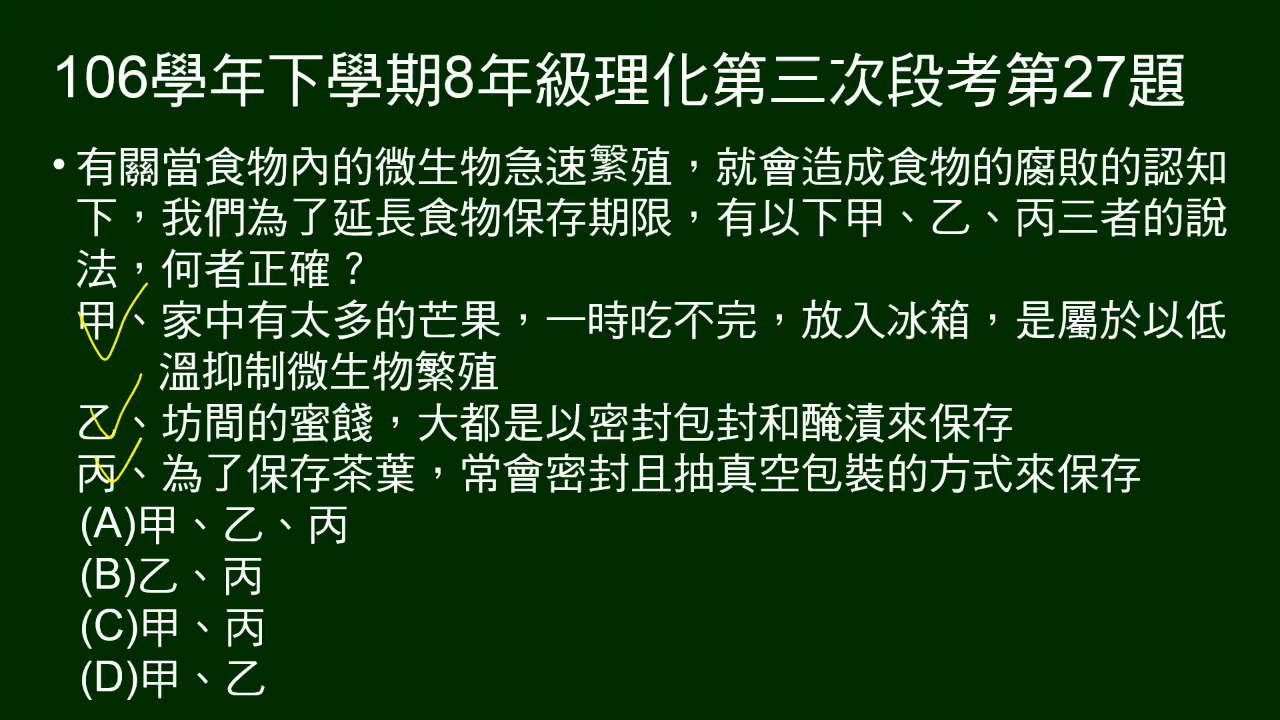 106學年下學期8年級理化第三次段考第27題
• 有關當食物內的微生物急速繁殖，就會造成食物的腐敗的認知
下，我們為了延長食物保存期限，有以下甲、乙、丙三者的說
法，何者正確？
甲、家中有太多的芒果，一時吃不完，放入冰箱，是屬於以低
溫抑制微生物繁殖
乙、坊間的蜜餞，大都是以密封包封和醃漬來保存
丙、為了保存茶葉，常會密封且抽真空包裝的方式來保存
(A)甲、乙、丙
(B)乙、丙
(C)甲、丙
(D)甲、乙